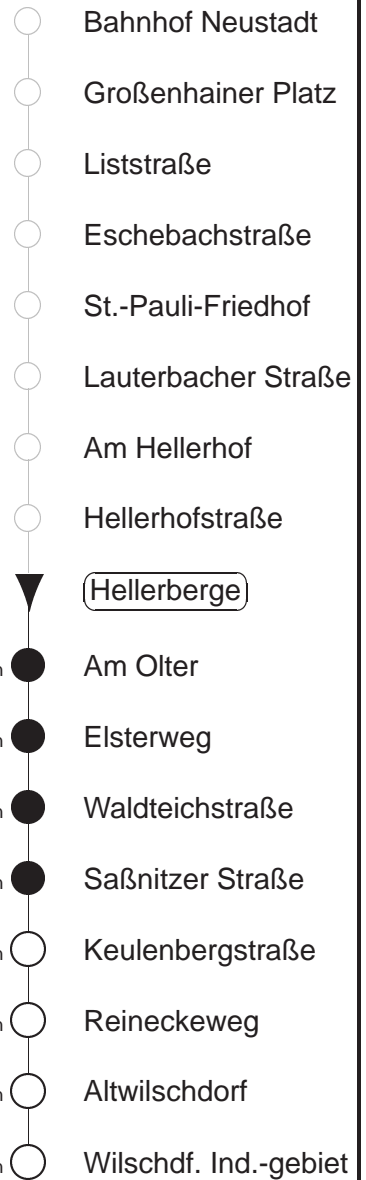 Bahnhof Neustadt
Großenhainer Platz
Liststraße
Eschebachstraße
St.-Pauli-Friedhof
Lauterbacher Straße
Am Hellerhof
Hellerhofstraße
Hellerberge
Am Olter
Elsterweg
Waldteichstraße
Saßnitzer Straße
Keulenbergstraße
Reineckeweg
Altwilschdorf
Wilschdf. Ind.-gebiet